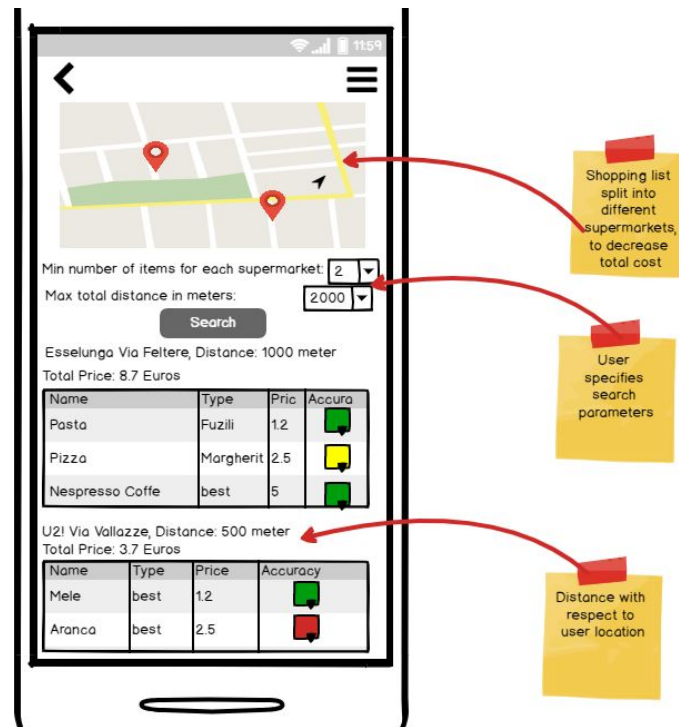 11:59
Min number of items for each supermarket: 2
Max total distance in meters: 2000
Search
Esselunga Via Feltere, Distance: 1000 meter
Total Price: 8.7 Euros
Name Type Pric Accura
Pasta Fuzili 1.2
Pizza Margherit 2.5
Nespresso Coffe best 5
U2! Via Vallazze, Distance: 500 meter
Total Price: 3.7 Euros
Name Type Price Accuracy
Mele best 1.2
Aranca best 2.5
Shopping list
split into
different
supermarkets,
to decrease
total cost
User
specifies
search
parameters
Distance with
respect to
user location